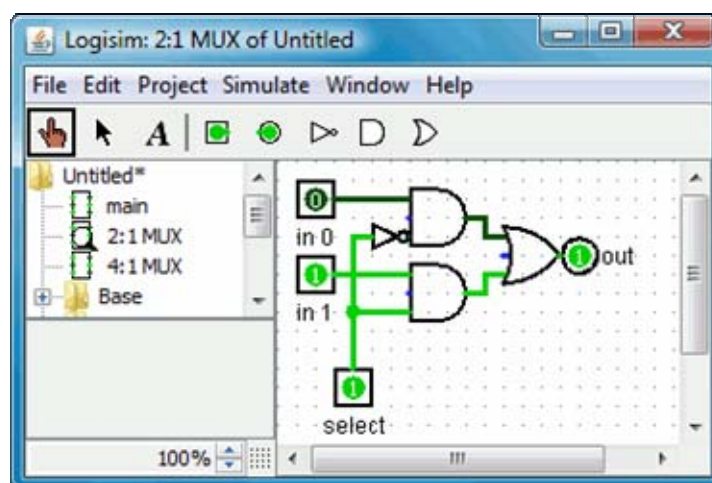 Logisim: 2:1 MUX of Untitled
File Edit Project Simulate Window Help
A
Untitled*
main
2:1 MUX
4:1 MUX
Base
100%
0
in 0
1
in 1
1
select
1
out